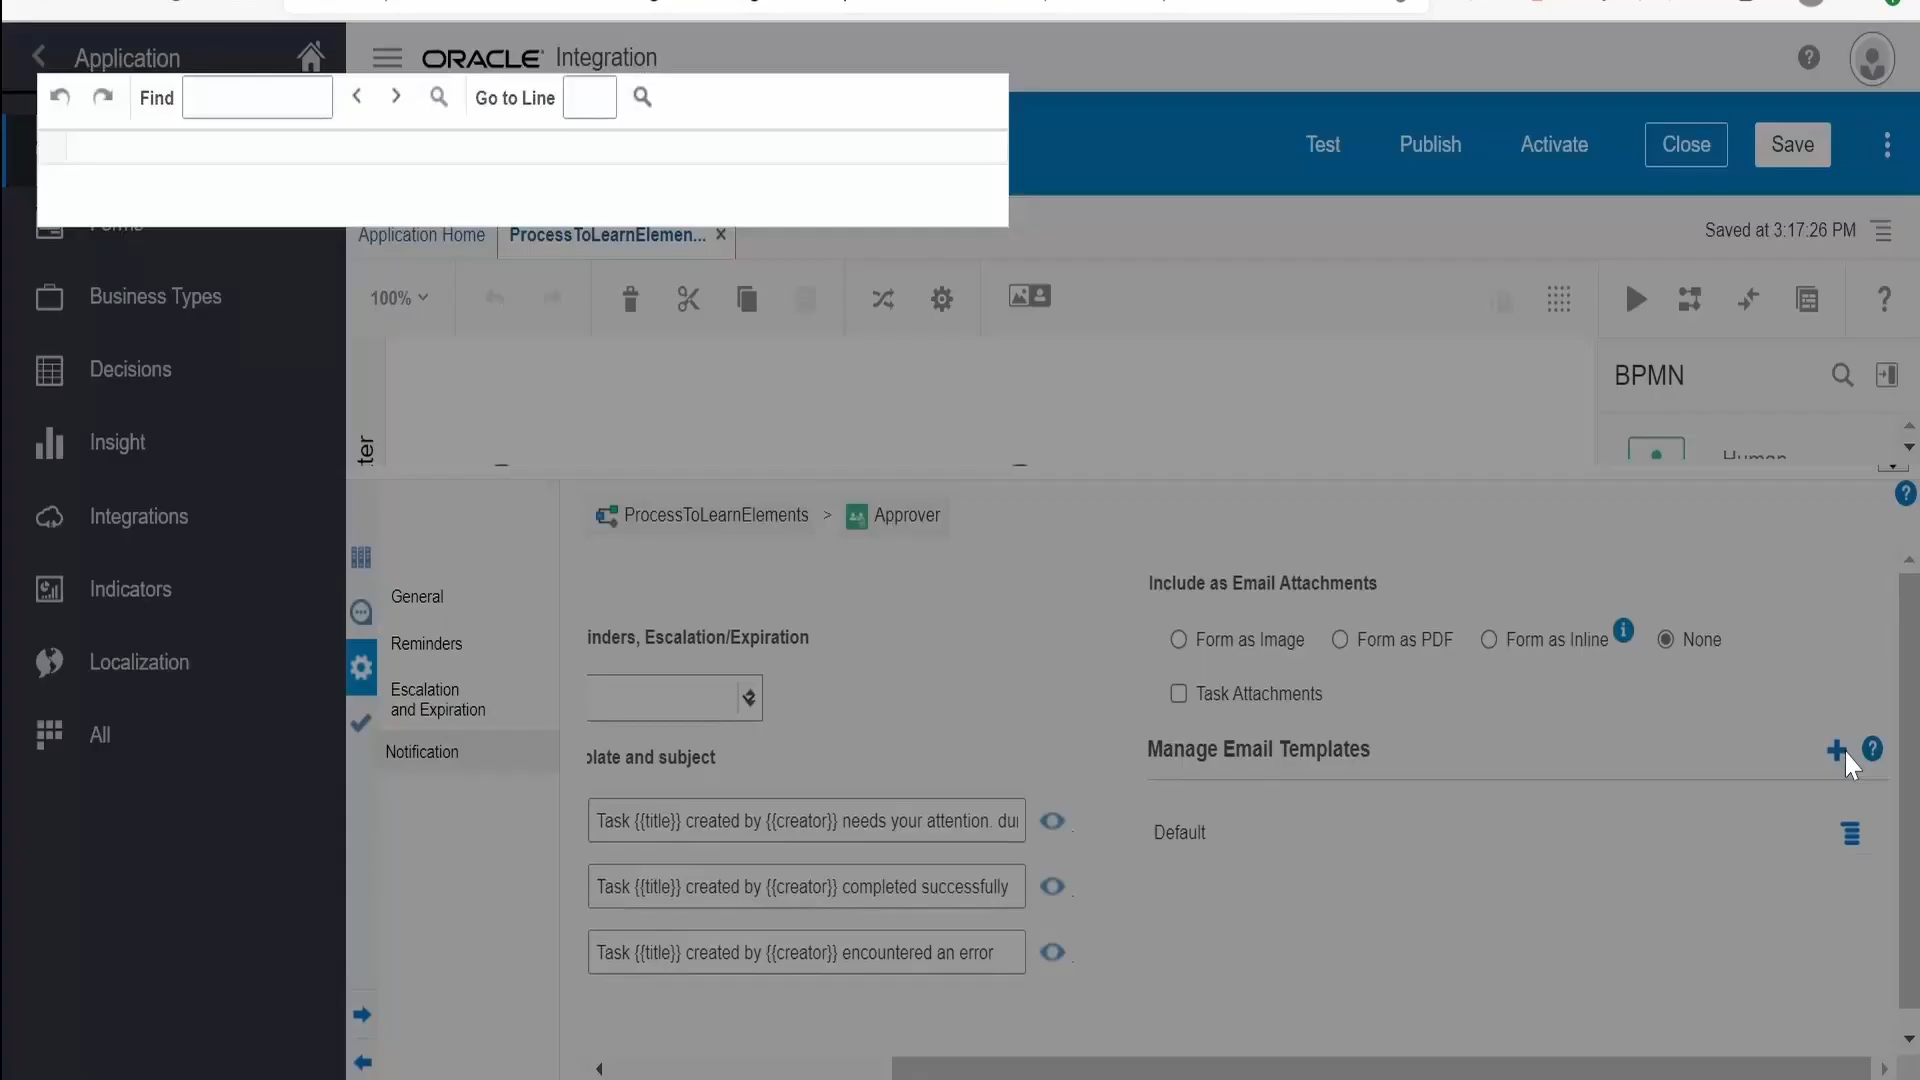 Application
ORACLE Integration
Find
Go to Line
Test
Publish
Activate
Close
Save
Application Home
ProcessToLearnElemen...
Saved at 3:17:26 PM
100%
Business Types
Decisions
Insight
Integrations
Indicators
Localization
All
BPMN
ter
ProcessToLearnElements > Approver
General
Reminders
Escalation
and Expiration
Notification
inders, Escalation/Expiration
plate and subject
Task {{title}} created by {{creator}} needs your attention. du
Task {{title}} created by {{creator}} completed successfully
Task {{title}} created by {{creator}} encountered an error
Include as Email Attachments
Form as Image
Form as PDF
Form as Inline
None
Task Attachments
Manage Email Templates
Default